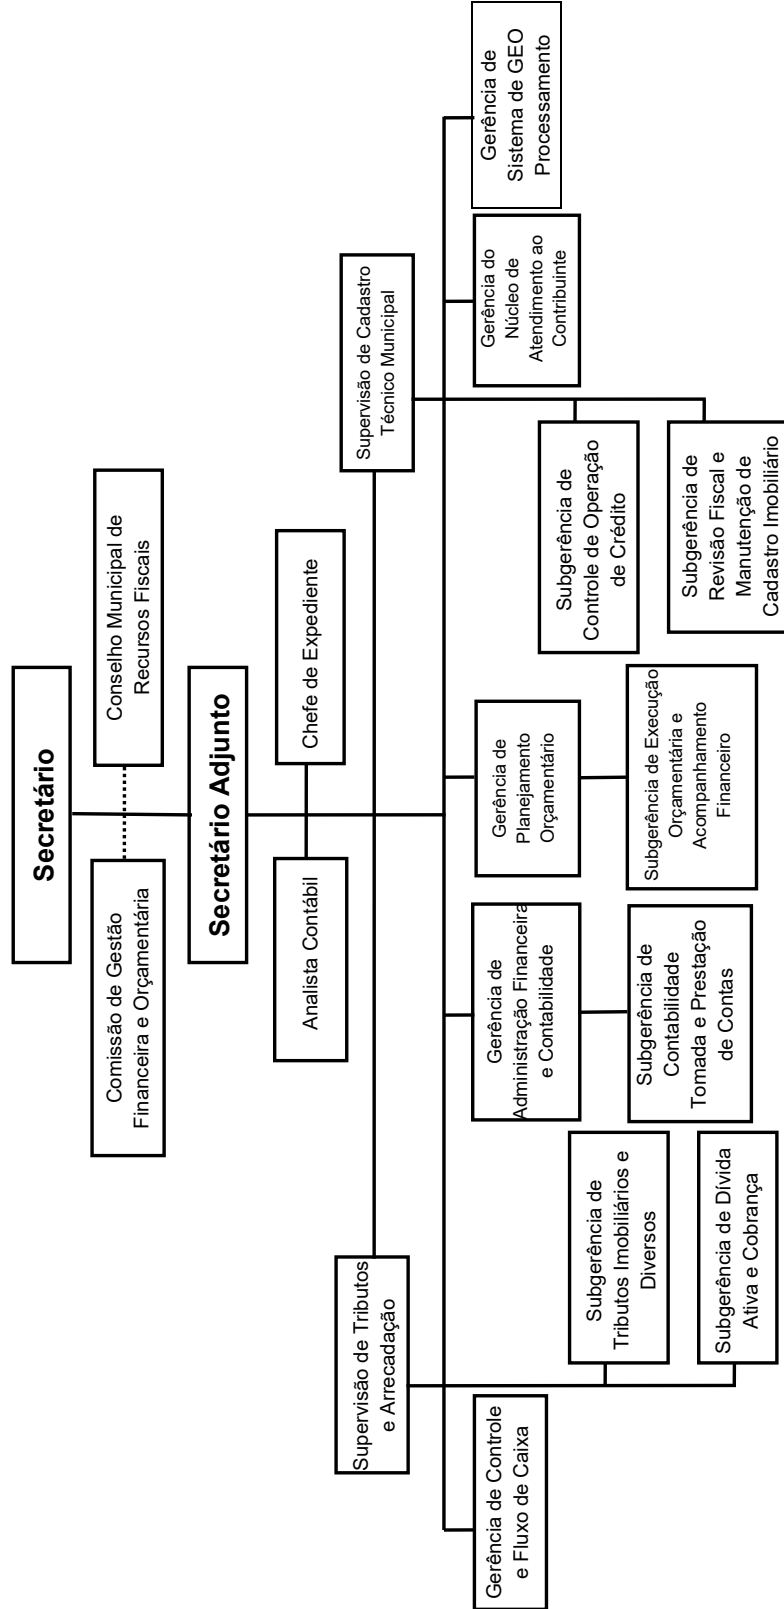 Secretário
Comissão de Gestão
Financeira e Orçamentária
Conselho Municipal de
Recursos Fiscais
Secretário Adjunto
Analista Contábil
Chefe de Expediente
Supervisão de Tributos
e Arrecadação
Supervisão de Cadastro
Técnico Municipal
Gerência de Controle
e Fluxo de Caixa
Gerência de
Administração Financeira
e Contabilidade
Gerência de
Planejamento
Orçamentário
Gerência do
Núcleo de
Atendimento ao
Contribuinte
Gerência de
Sistema de GEO
Processamento
Subgerência de
Tributos Imobiliários e
Diversos
Subgerência de Dívida
Ativa e Cobrança
Subgerência de
Contabilidade
Tomada e Prestação
de Contas
Subgerência de Execução
Orçamentária e
Acompanhamento
Financeiro
Subgerência de
Controle de Operação
de Crédito
Subgerência de
Revisão Fiscal e
Manutenção de
Cadastro Imobiliário